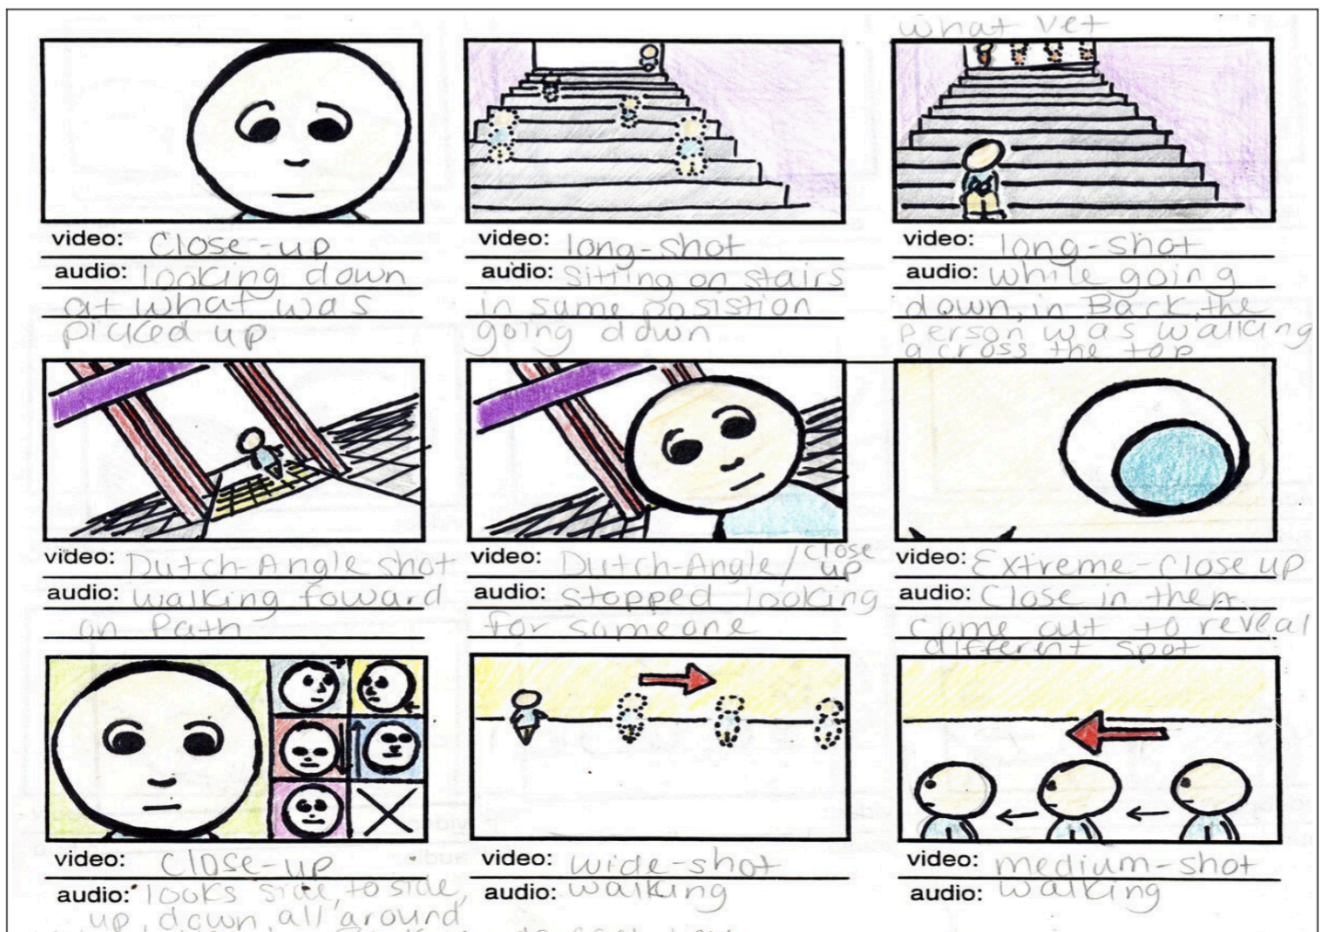 what yet
video: Close-up
audio: looking down
at what was
picked up
video: long-shot
audio: Sitting on stairs
in same posistion
going down
video: long-shot
audio: while going
down, in Back, the
person was walking
across the top
video: Dutch-Angle shot
audio: walking foward
on Path
video: Dutch-Angle/close up
audio: stopped looking
for someone
video: Extreme-close up
audio: Close in then
come out to reveal
different spot
video: Close-up
audio: looks side, to side,
up, down, all around
video: wide-shot
audio: walking
video: medium-shot
audio: walking